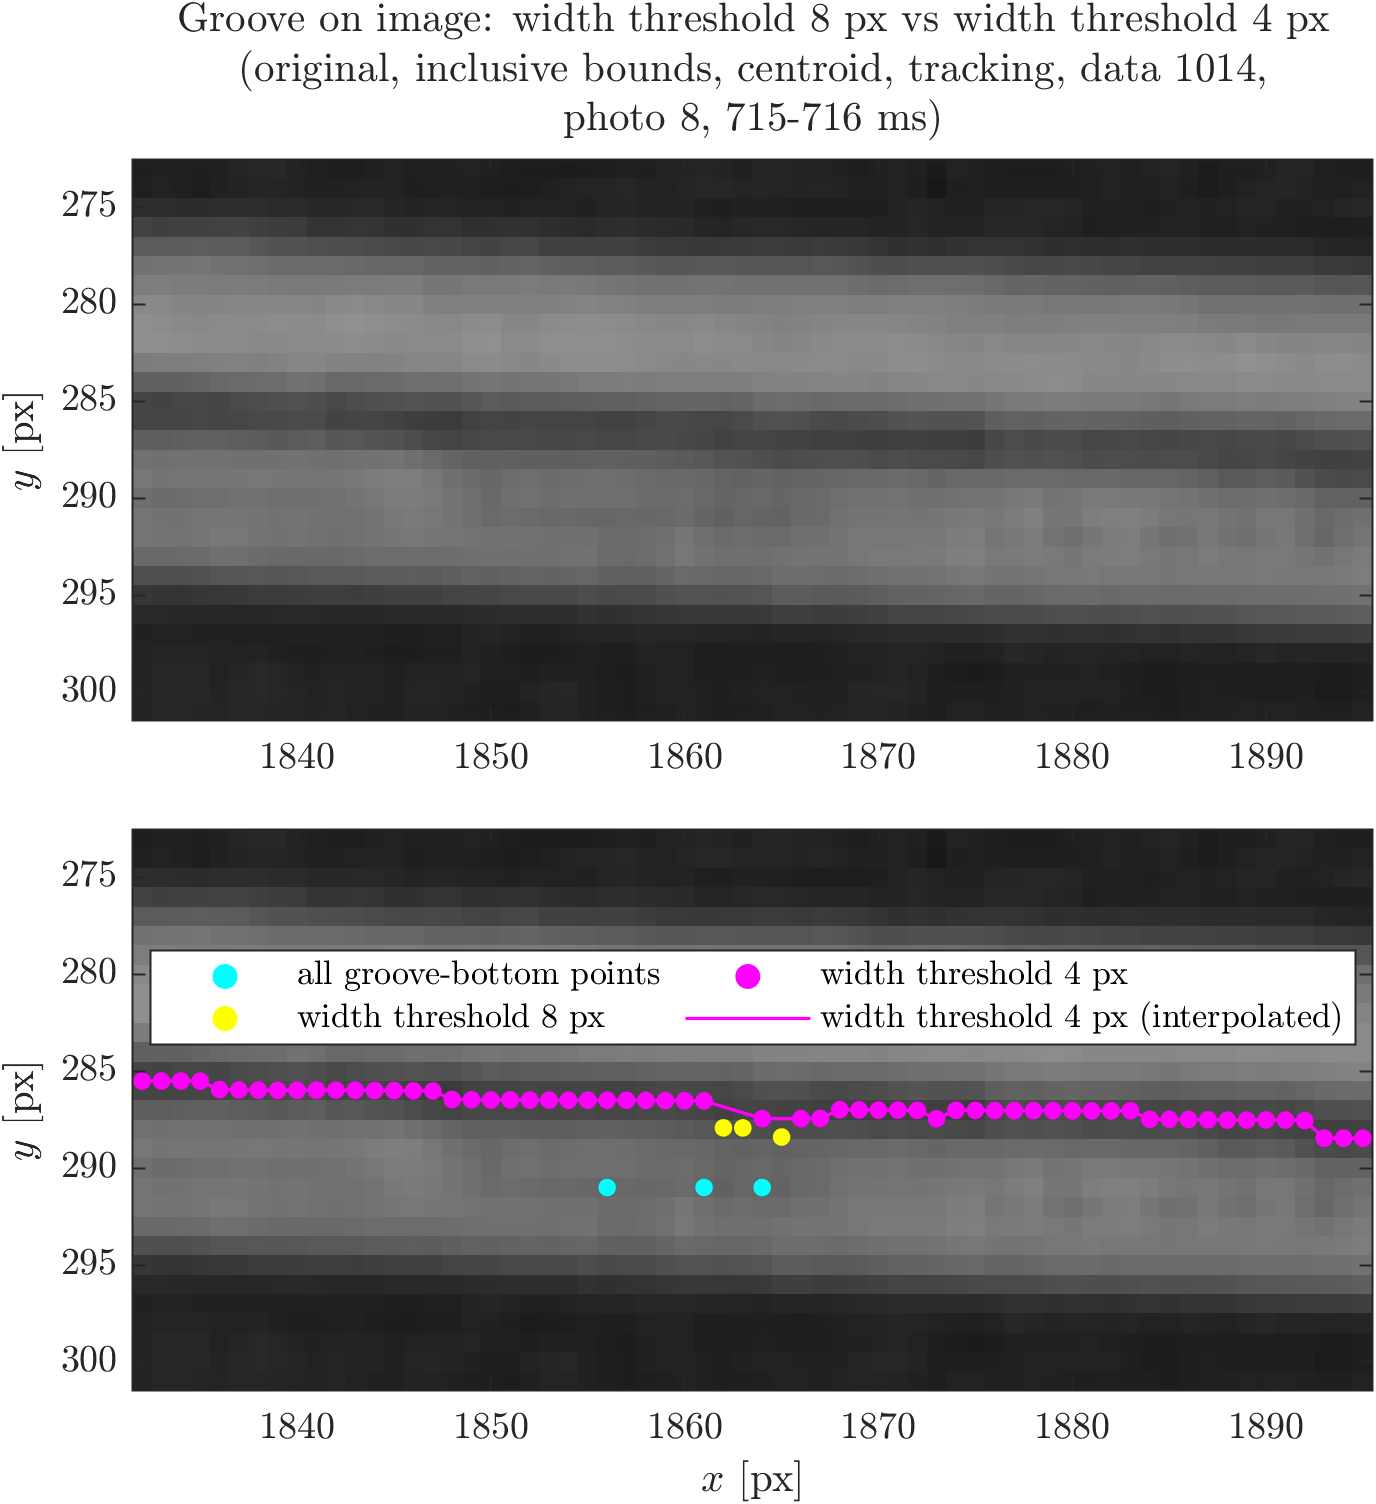 Groove on image: width threshold 8 px vs width threshold 4 px
(original, inclusive bounds, centroid, tracking, data 1014,
photo 8, 715-716 ms)
275
280
285
290
295
300
y [px]
1840 1850 1860 1870 1880 1890
275
280
285
290
295
300
y [px]
all groove-bottom points
width threshold 8 px
width threshold 4 px
width threshold 4 px (interpolated)
1840 1850 1860 1870 1880 1890
x [px]